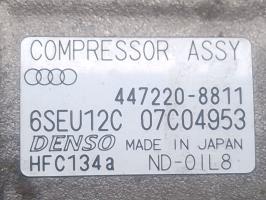 COMPRESSOR ASSY
447220-8811
6SEU12C 07C04953
DENSO MADE IN JAPAN
HFC134a ND-OIL8